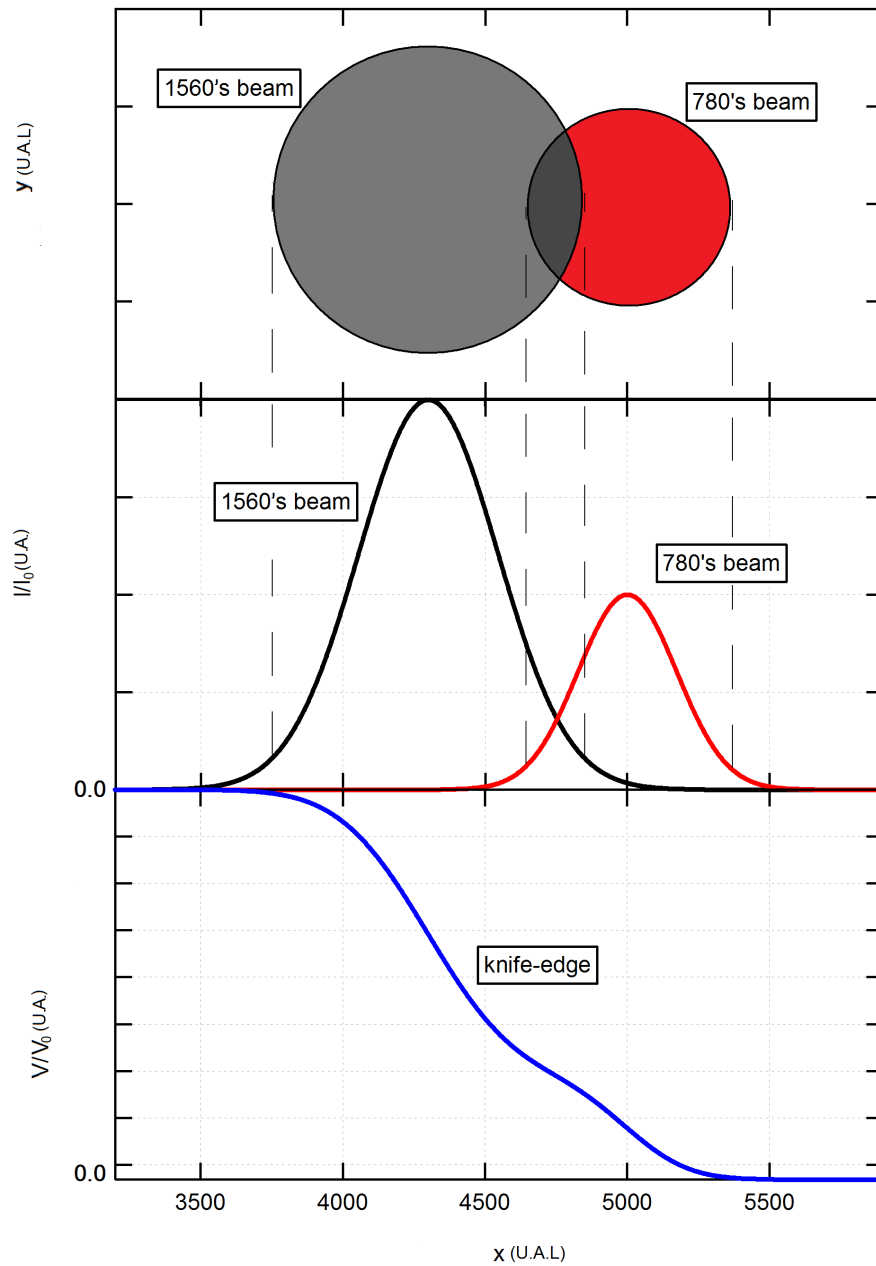 1560's beam
780's beam
y (U.A.L)
1560's beam
780's beam
I/I0(U.A.)
0.0
knife-edge
V/V0 (U.A.)
0.0
3500 4000 4500 5000 5500
x (U.A.L)